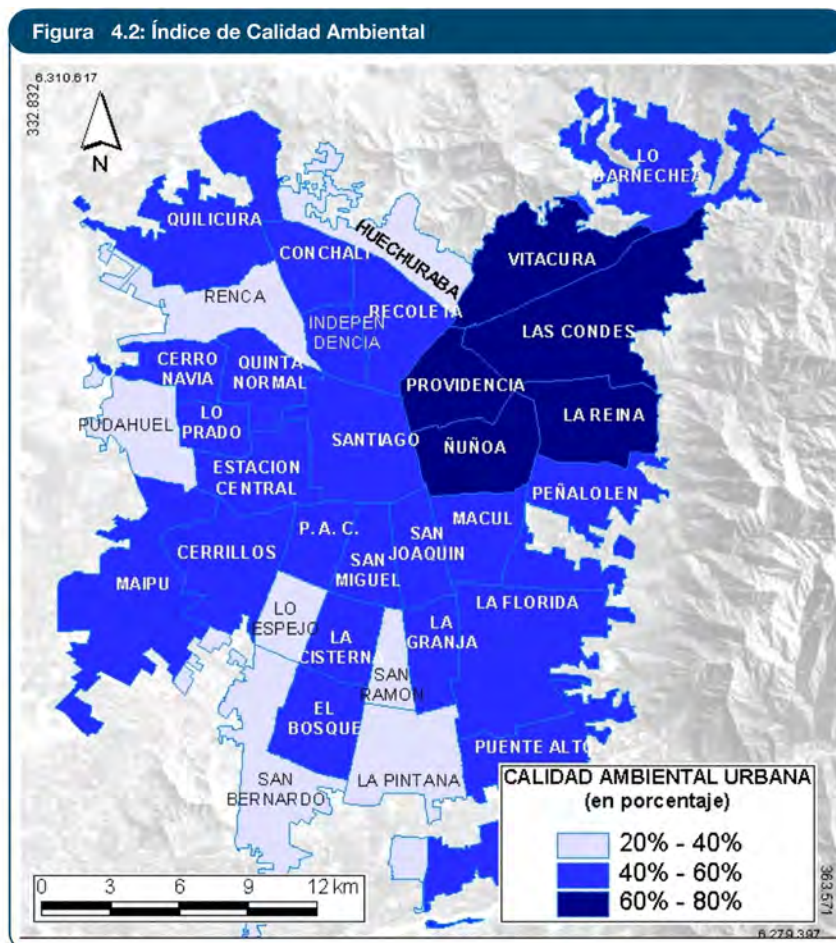 Figura 4.2: Índice de Calidad Ambiental
6.310.617
332.832
N
LO
BARNECHEA
QUILICURA
HUECHURABA
CONCHALI
VITACURA
RENCA
RECOLETA
INDEPEN
DENCIA
LAS CONDES
CERRO
NAVIA
QUINTA
NORMAL
PROVIDENCIA
LA REINA
PUDAHUEL
LO
PRADO
SANTIAGO
ÑUÑOA
ESTACION
CENTRAL
PEÑALOLEN
P. A. C.
SAN
JOAQUIN
MACUL
CERRILLOS
SAN
MIGUEL
MAIPU
LO
ESPEJO
LA FLORIDA
LA
CISTERNA
LA
GRANJA
SAN
RAMON
EL
BOSQUE
PUENTE ALTO
SAN
BERNARDO
LA PINTANA
CALIDAD AMBIENTAL URBANA
(en porcentaje)
20% - 40%
40% - 60%
60% - 80%
0 3 6 9 12 km
363.571
6.279.397